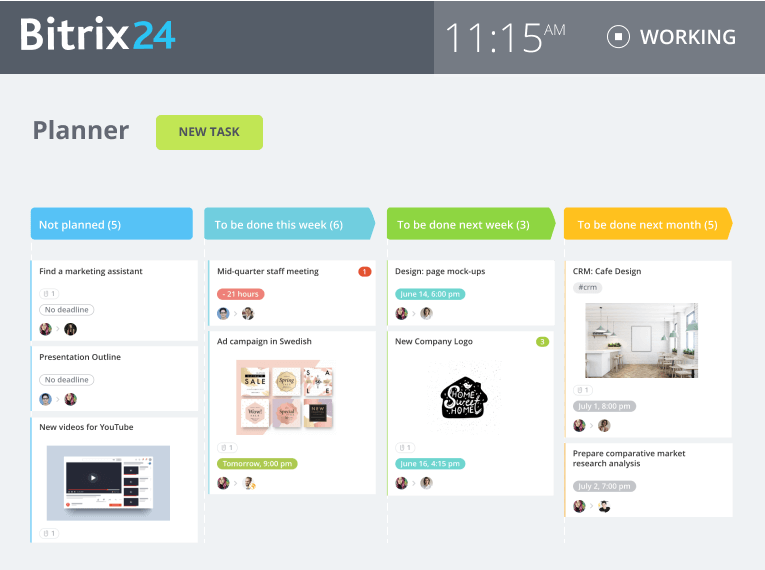 Bitrix24
11:15 AM
WORKING
Planner
NEW TASK
Not planned (5)
Find a marketing assistant
1
No deadline
Presentation Outline
No deadline
New videos for YouTube
1
To be done this week (6)
Mid-quarter staff meeting
1
- 21 hours
Ad campaign in Swedish
SALE
Spring
SA
LE
Wow!
Special
NEW
1
Tomorrow, 9:00 pm
To be done next week (3)
Design: page mock-ups
June 14, 6:00 pm
New Company Logo
3
HOME
Sweet
HOME!
1
June 16, 4:15 pm
To be done next month (5)
CRM: Cafe Design
#crm
1
July 1, 8:00 pm
Prepare comparative market
research analysis
July 2, 7:00 pm